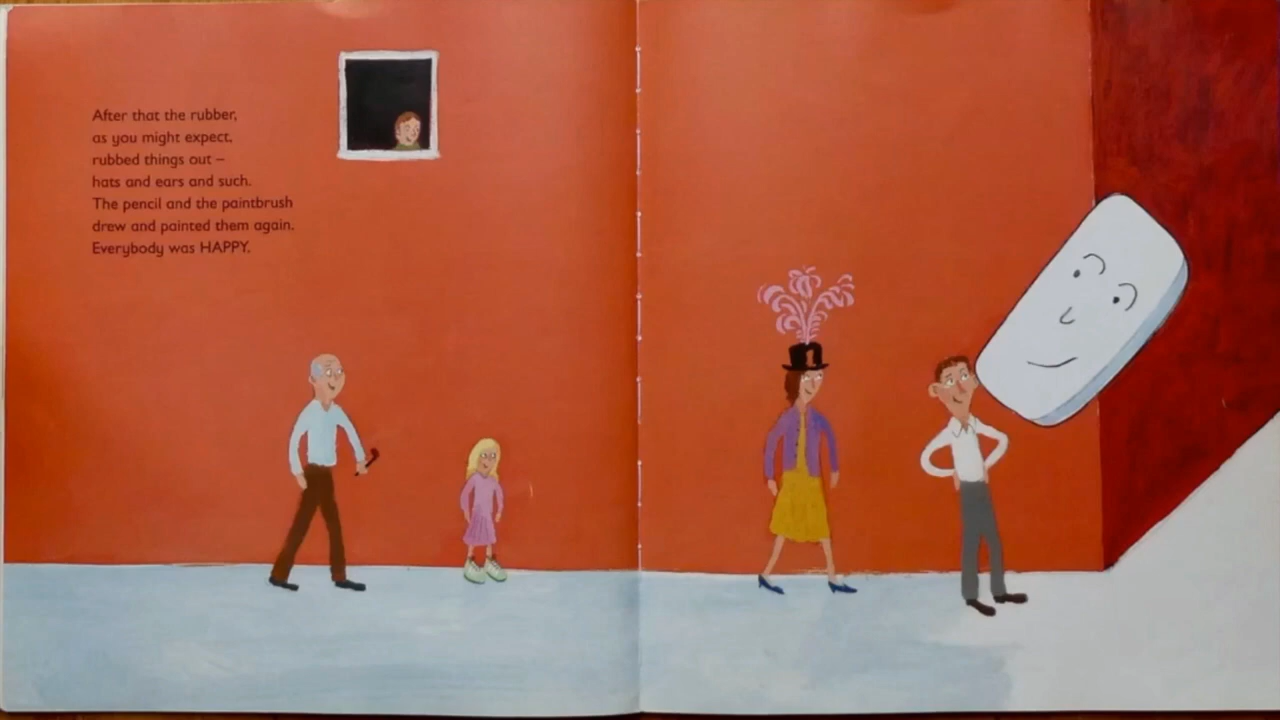 After that the rubber,
as you might expect,
rubbed things out –
hats and ears and such.
The pencil and the paintbrush
drew and painted them again.
Everybody was HAPPY.